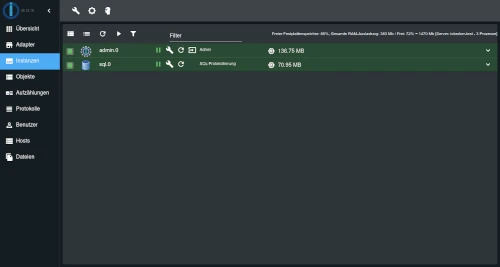 Übersicht
Adapter
Instanzen
Objekte
Aufzählungen
Protokolle
Benutzer
Hosts
Dateien
Filter
admin.0
Admin
136.75 MB
sql.0
SQL-Protokollierung
70.95 MB